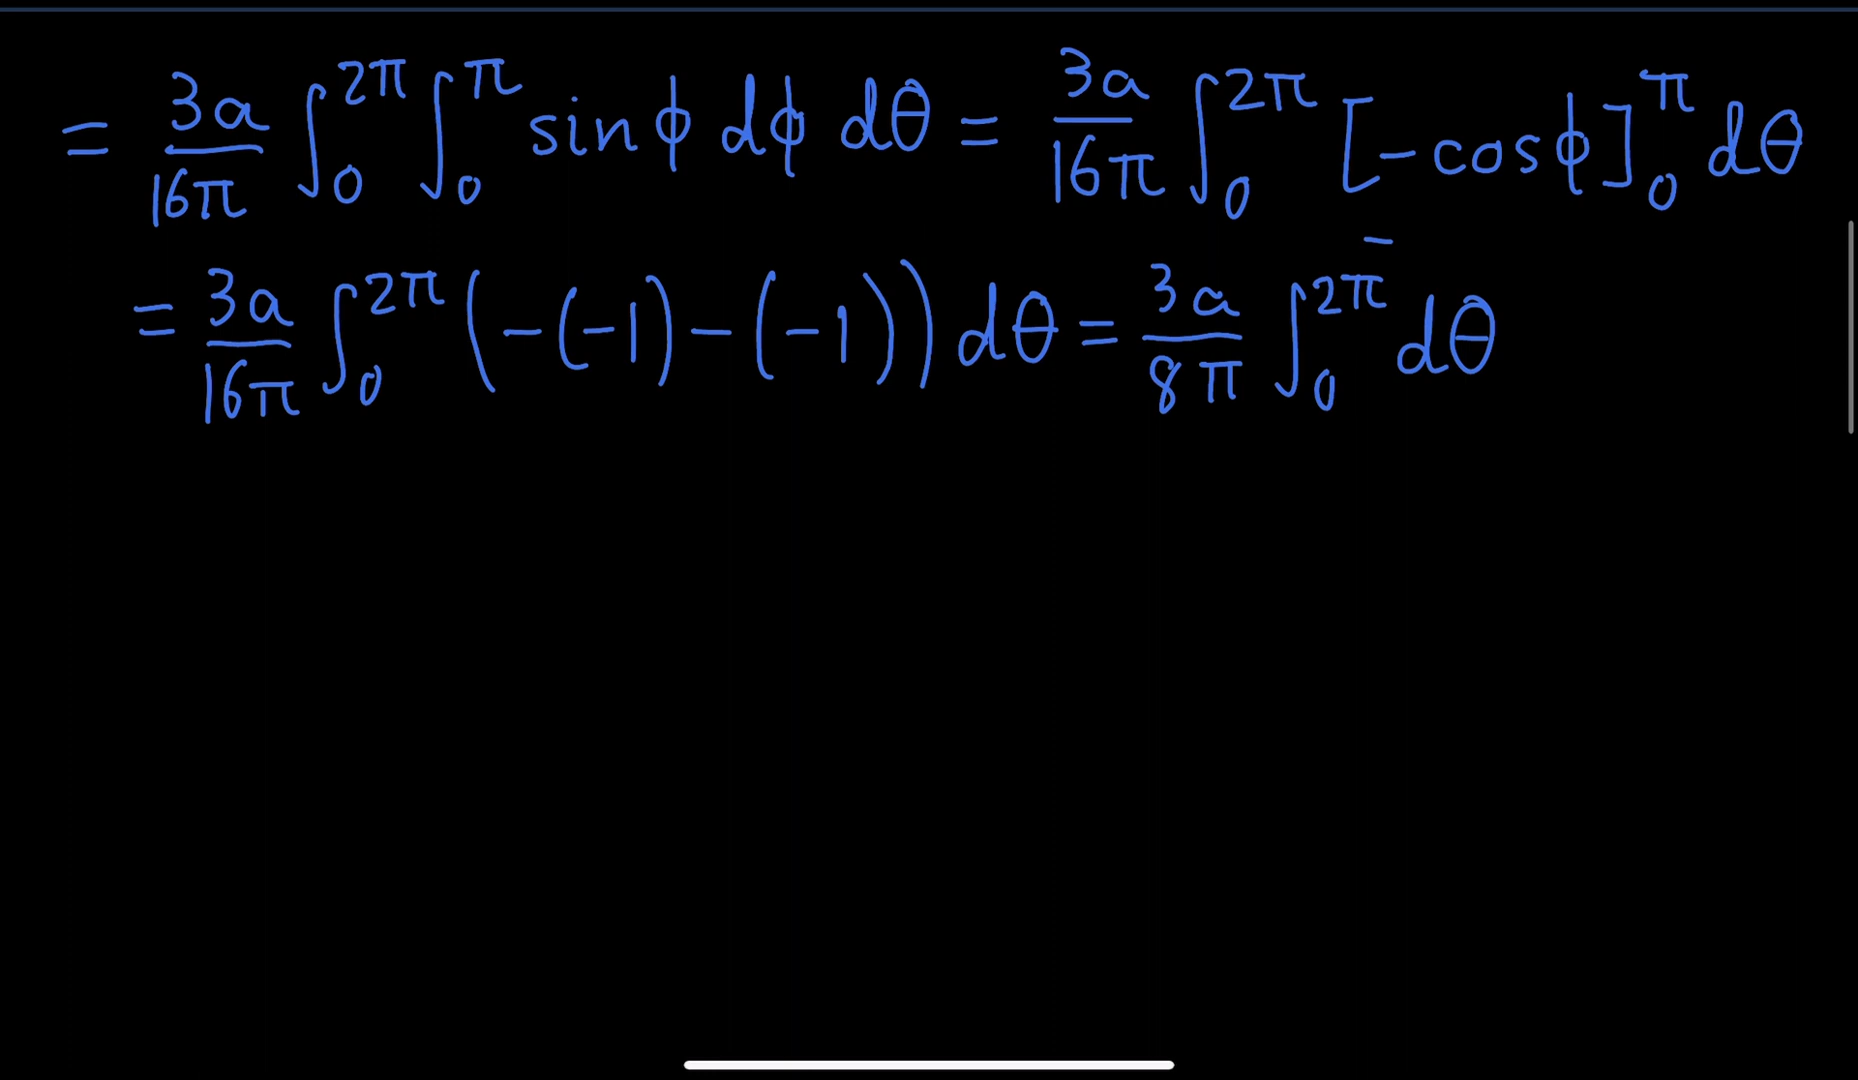 = 3a/16π ∫₀^2π ∫₀^π sinϕ dϕ dθ = 3a/16π ∫₀^2π [-cosϕ]₀^π dθ
= 3a/16π ∫₀^2π (-(-1)-(-1)) dθ = 3a/8π ∫₀^2π dθ